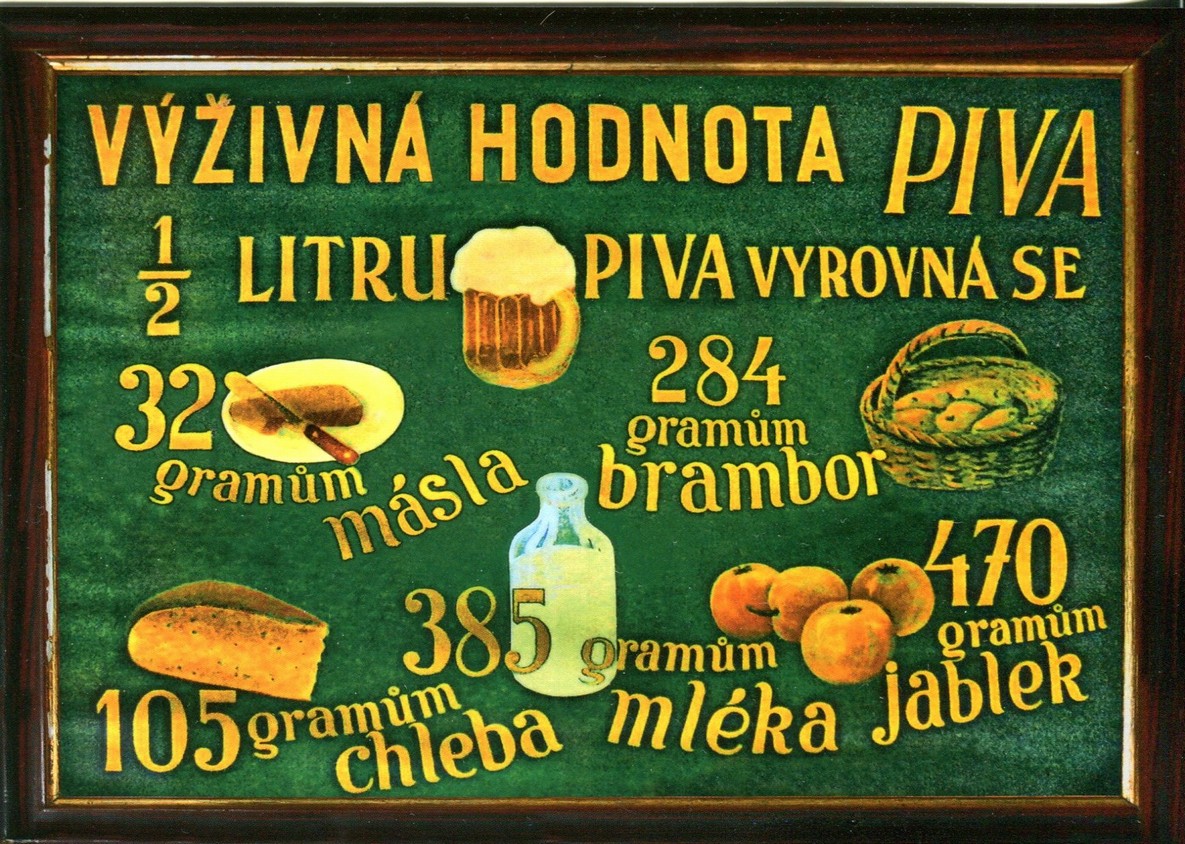 VÝŽIVNÁ HODNOTA PIVA
1/2 LITRU PIVA VYROVNÁ SE
32
gramům
másla
284
gramům
brambor
105 gramům
chleba
385 gramům
mléka
470
gramům
jablek